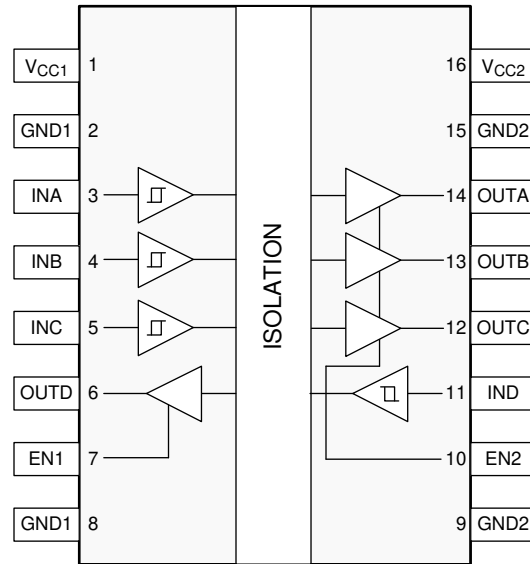 VCC1 1 16 VCC2
GND1 2 15 GND2
INA 3 14 OUTA
INB 4 13 OUTB
INC 5 12 OUTC
OUTD 6 11 IND
EN1 7 10 EN2
GND1 8 9 GND2
ISOLATION